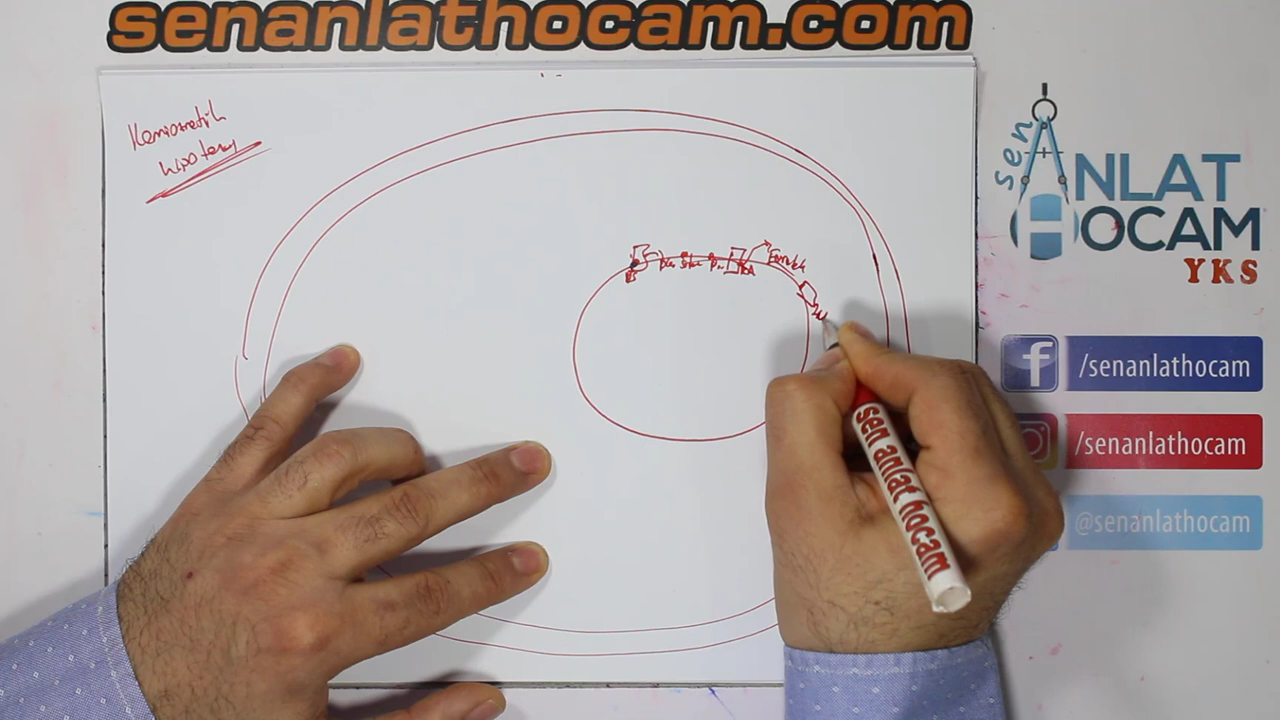 senanlathocam.com
Kemiozmotik
hipotezi
sen
ANLAT
HOCAM
YKS
/senanlathocam
/senanlathocam
@senanlathocam
sen anlat hocam